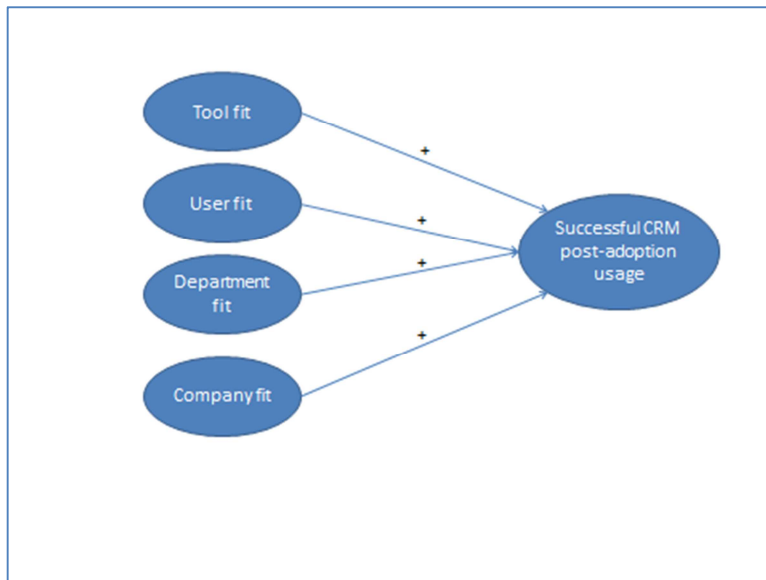 Tool fit
+
User fit
+
Successful CRM
post-adoption
usage
+
Department
fit
+
Company fit